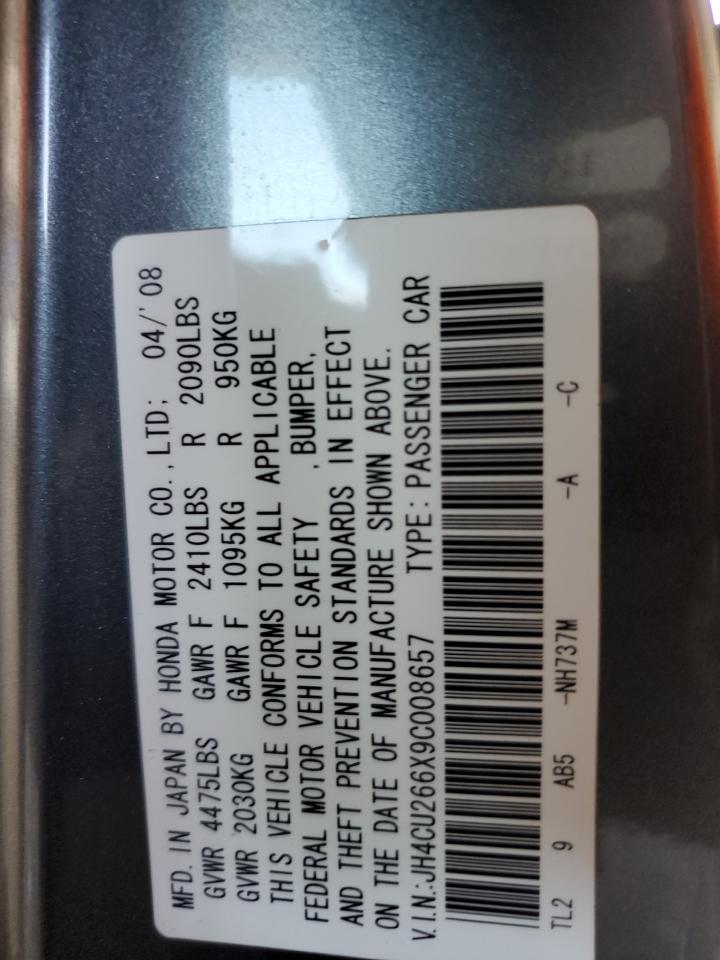 MFD. IN JAPAN BY HONDA MOTOR CO.,LTD; 04/'08
GVWR 4475LBS GAWR F 2410LBS R 2090LBS
GVWR 2030KG GAWR F 1095KG R 950KG
THIS VEHICLE CONFORMS TO ALL APPLICABLE
FEDERAL MOTOR VEHICLE SAFETY ,BUMPER,
AND THEFT PREVENTION STANDARDS IN EFFECT
ON THE DATE OF MANUFACTURE SHOWN ABOVE.
V.I.N.:JH4CU266X9C008657 TYPE:PASSENGER CAR
TL2 9 AB5 -NH737M -A -C